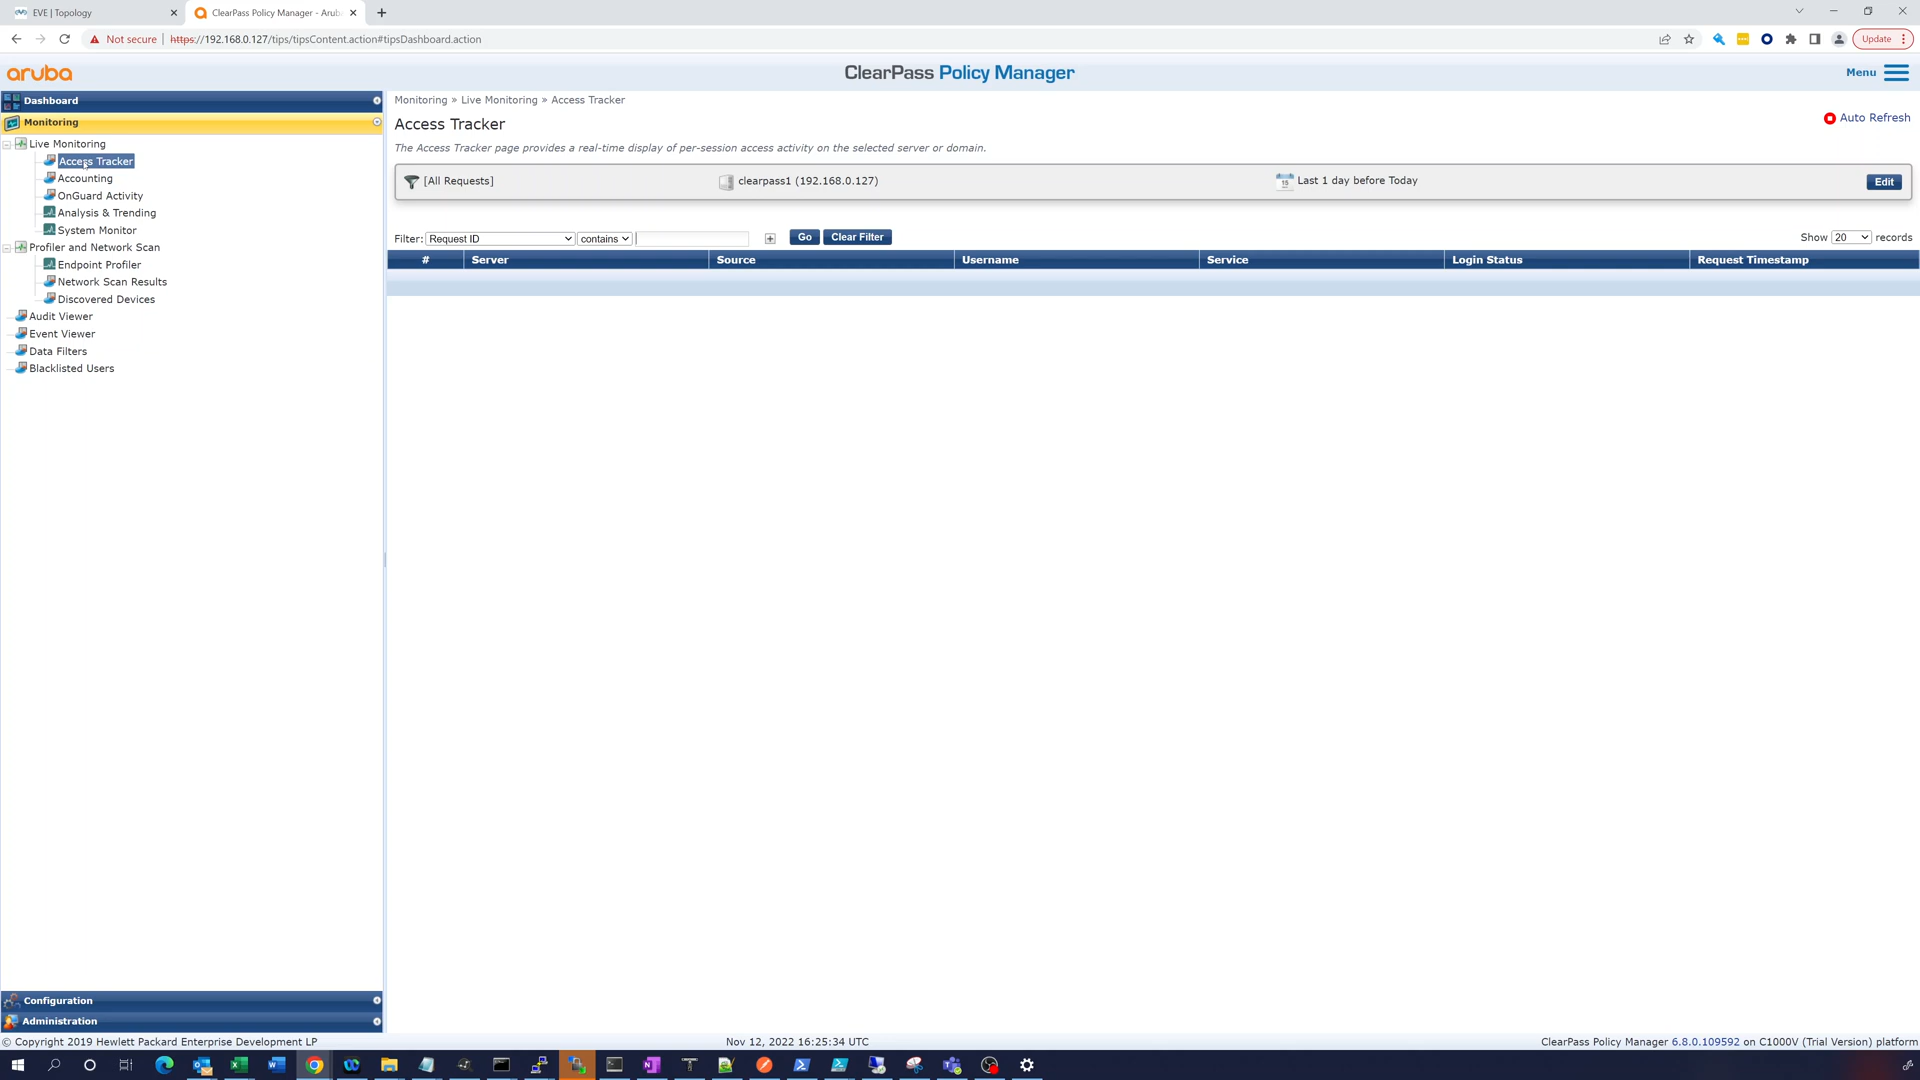 EVE | Topology
ClearPass Policy Manager - Arub
Not secure
https://192.168.0.127/tips/tipsContent.action#tipsDashboard.action
Update
aruba
ClearPass Policy Manager
Menu
Dashboard
Monitoring
Live Monitoring
Access Tracker
Accounting
OnGuard Activity
Analysis & Trending
System Monitor
Profiler and Network Scan
Endpoint Profiler
Network Scan Results
Discovered Devices
Audit Viewer
Event Viewer
Data Filters
Blacklisted Users
Configuration
Administration
Monitoring » Live Monitoring » Access Tracker
Access Tracker
Auto Refresh
The Access Tracker page provides a real-time display of per-session access activity on the selected server or domain.
[All Requests]
clearpass1 (192.168.0.127)
15
Last 1 day before Today
Edit
Filter: Request ID contains
Go
Clear Filter
Show 20 records
# Server Source Username Service Login Status Request Timestamp
© Copyright 2019 Hewlett Packard Enterprise Development LP
Nov 12, 2022 16:25:34 UTC
ClearPass Policy Manager 6.8.0.109592 on C1000V (Trial Version) platform